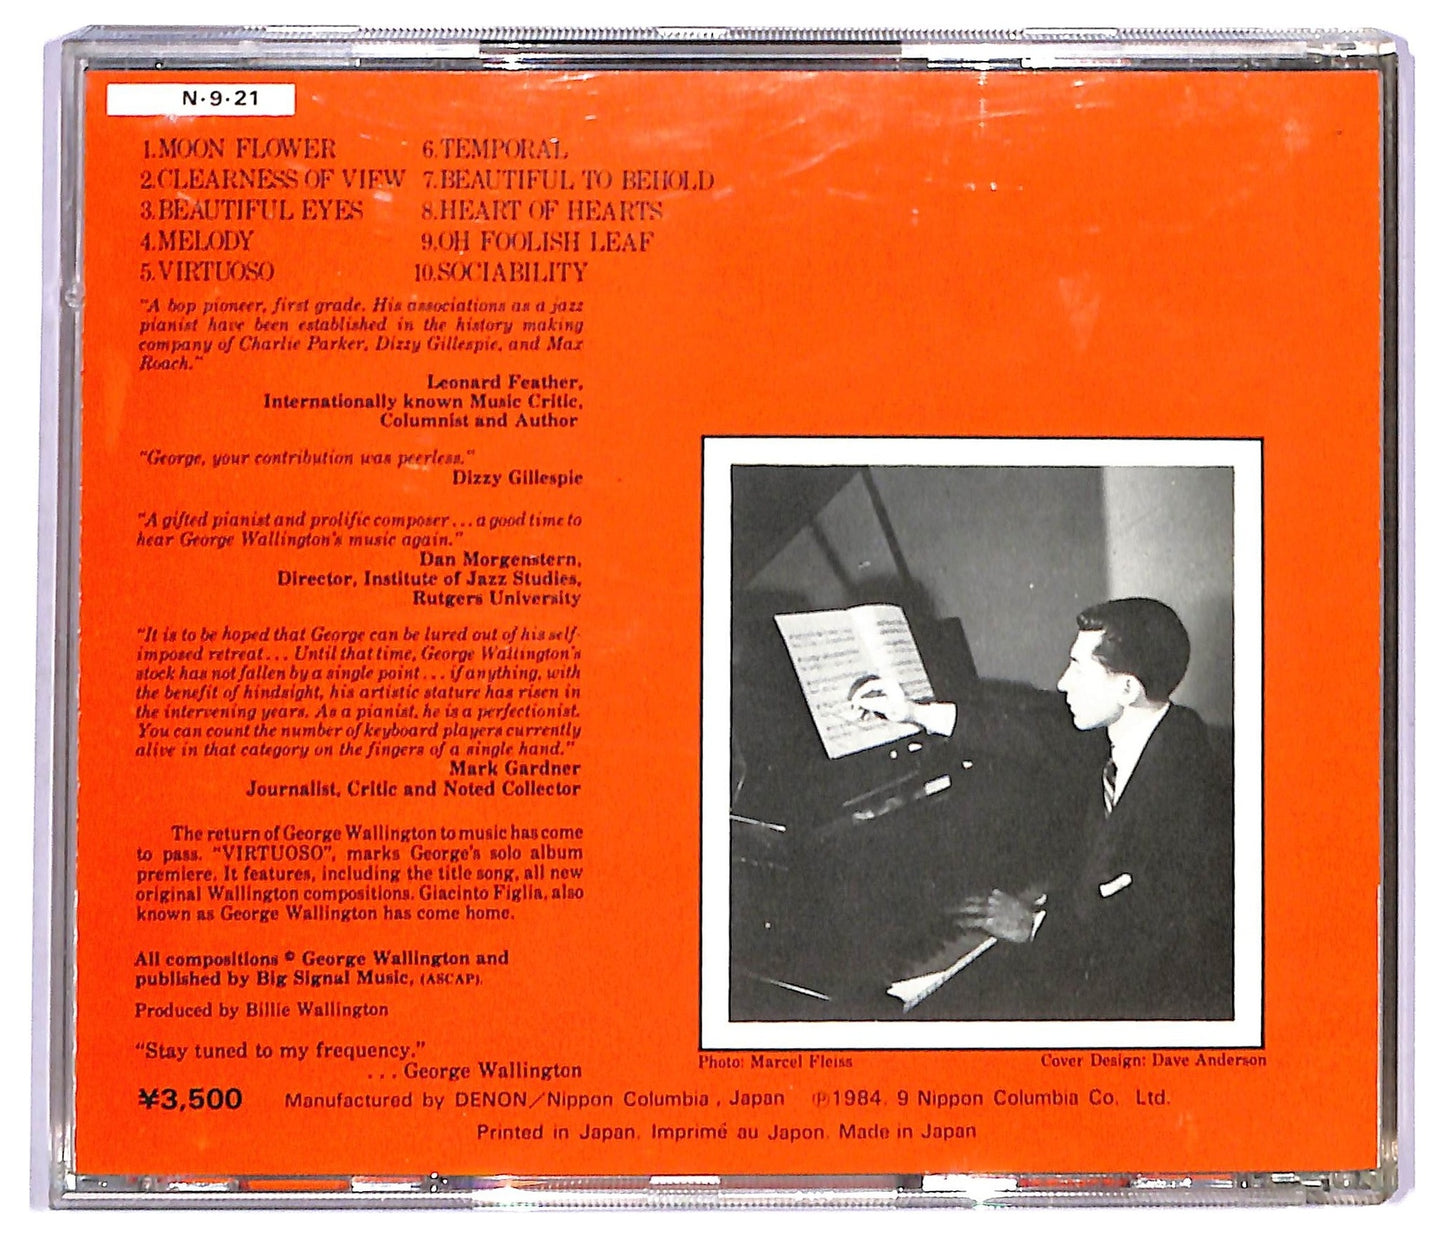 N·9·21
1.MOON FLOWER
2.CLEARNESS OF VIEW
3.BEAUTIFUL EYES
4.MELODY
5.VIRTUOSO
6.TEMPORAL
7.BEAUTIFUL TO BEHOLD
8.HEART OF HEARTS
9.OH FOOLISH LEAF
10.SOCIABILITY
"A bop pioneer, first grade. His associations as a jazz
pianist have been established in the history making
company of Charlie Parker, Dizzy Gillespie, and Max
Roach."
Leonard Feather,
Internationally known Music Critic,
Columnist and Author
"George, your contribution was peerless."
Dizzy Gillespie
"A gifted pianist and prolific composer...a good time to
hear George Wallington's music again."
Dan Morgenstern,
Director, Institute of Jazz Studies,
Rutgers University
"It is to be hoped that George can be lured out of his self-
imposed retreat... Until that time, George Wallington's
stock has not fallen by a single point... if anything, with
the benefit of hindsight, his artistic stature has risen in
the intervening years. As a pianist, he is a perfectionist.
You can count the number of keyboard players currently
alive in that category on the fingers of a single hand."
Mark Gardner
Journalist, Critic and Noted Collector
The return of George Wallington to music has come
to pass. "VIRTUOSO", marks George's solo album
premiere. It features, including the title song, all new
original Wallington compositions. Giacinto Figlia, also
known as George Wallington has come home.
All compositions © George Wallington and
published by Big Signal Music, (ASCAP).
Produced by Billie Wallington
"Stay tuned to my frequency."
...George Wallington
Photo: Marcel Fleiss
Cover Design: Dave Anderson
¥3,500 Manufactured by DENON/Nippon Columbia, Japan ℗1984. 9 Nippon Columbia Co. Ltd.
Printed in Japan. Imprimé au Japon. Made in Japan